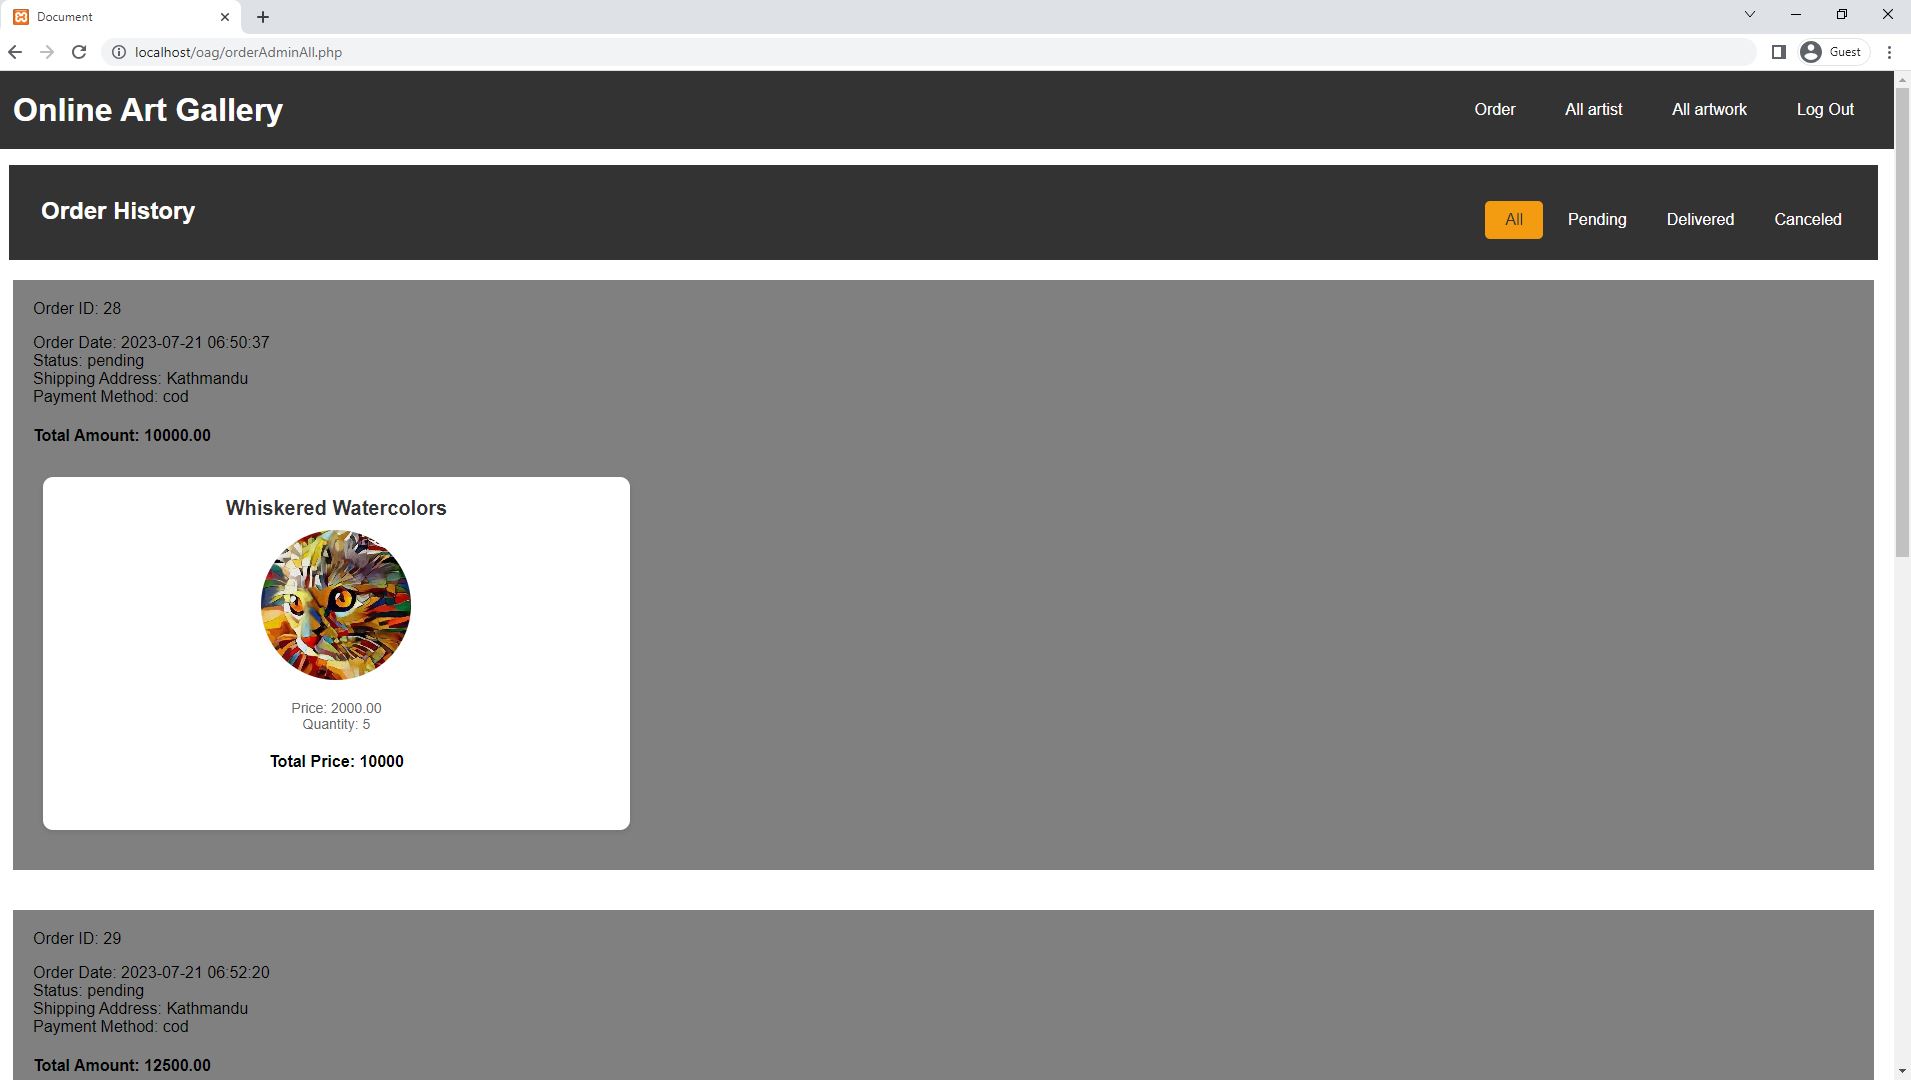 Document
localhost/oag/orderAdminAll.php
Guest
Online Art Gallery
Order
All artist
All artwork
Log Out
Order History
All
Pending
Delivered
Canceled
Order ID: 28
Order Date: 2023-07-21 06:50:37
Status: pending
Shipping Address: Kathmandu
Payment Method: cod
Total Amount: 10000.00
Whiskered Watercolors
Price: 2000.00
Quantity: 5
Total Price: 10000
Order ID: 29
Order Date: 2023-07-21 06:52:20
Status: pending
Shipping Address: Kathmandu
Payment Method: cod
Total Amount: 12500.00